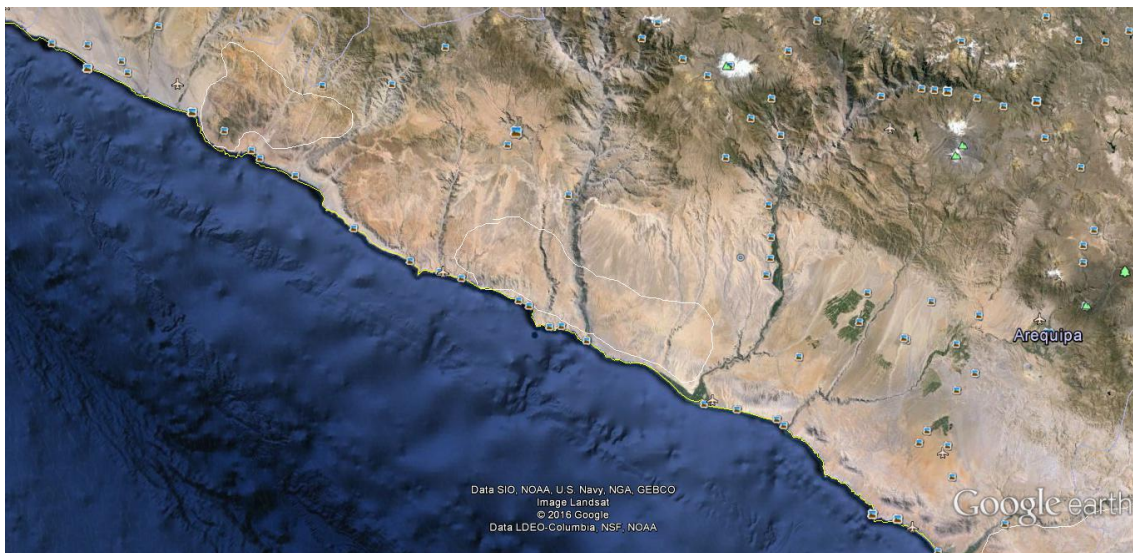 Arequipa
Data SIO, NOAA, U.S. Navy, NGA, GEBCO
Image Landsat
© 2016 Google
Data LDEO-Columbia, NSF, NOAA
Google earth